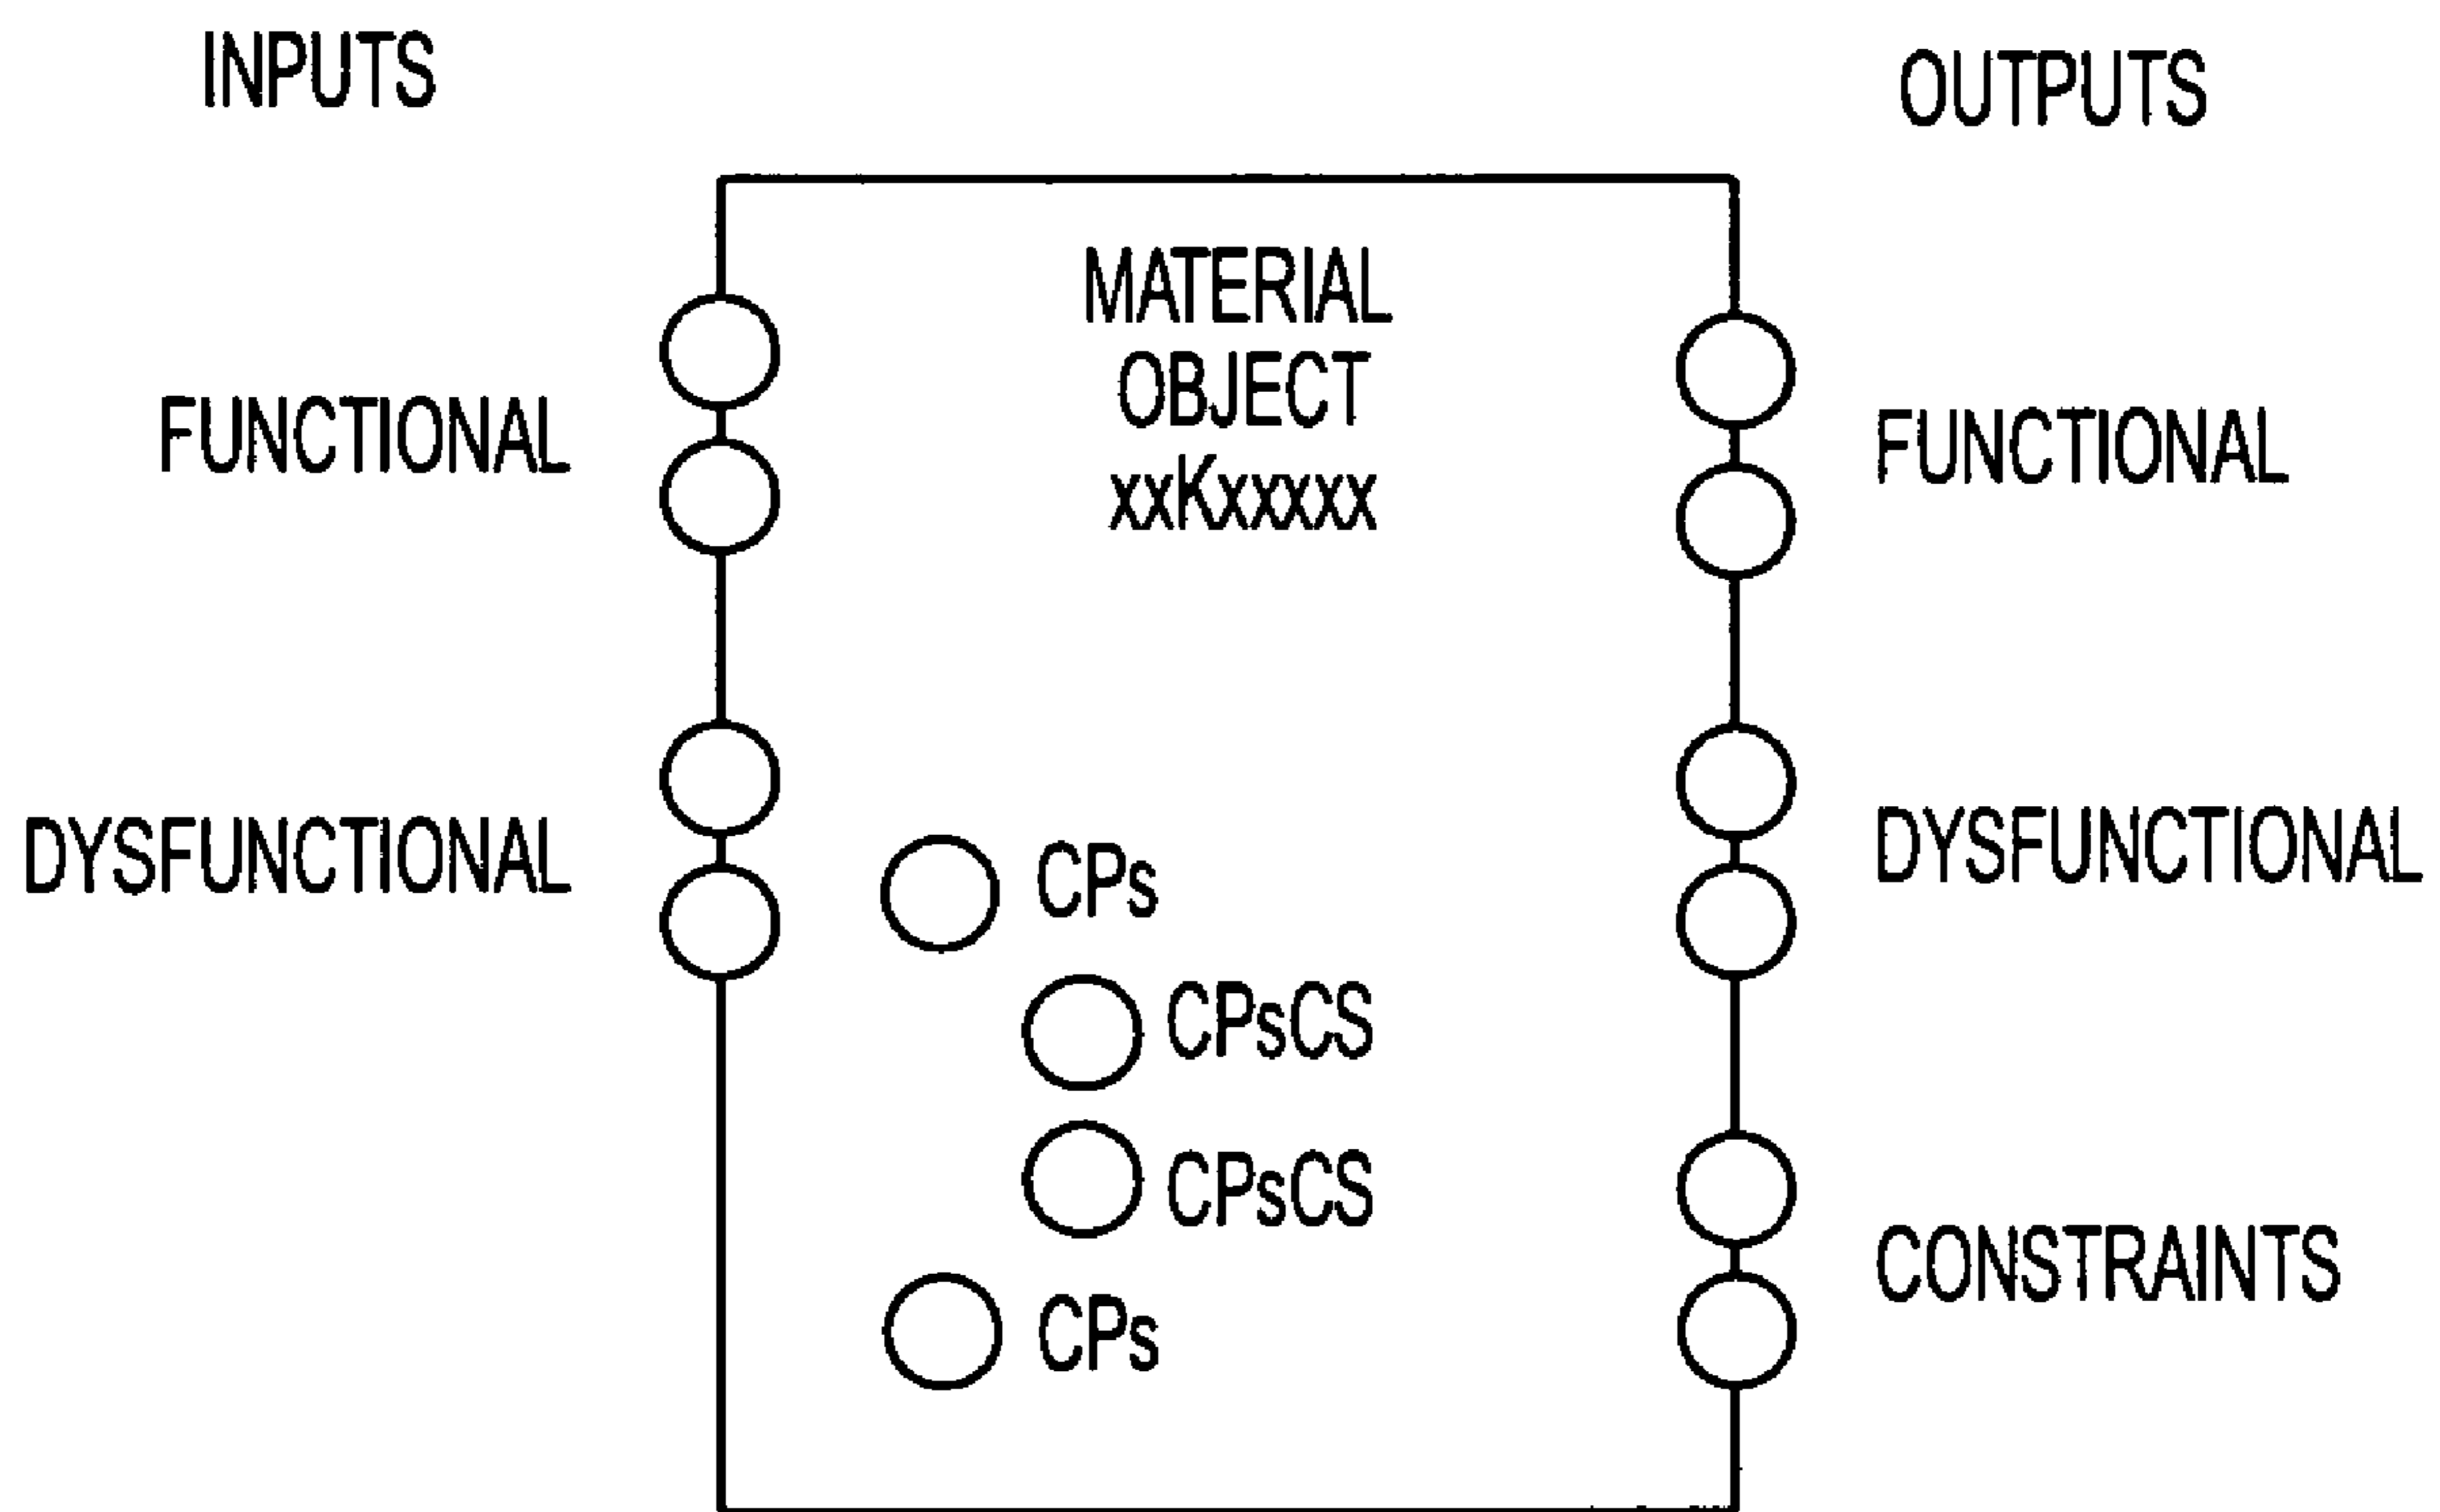 INPUTS
OUTPUTS
MATERIAL
OBJECT
xxKxxxxx
FUNCTIONAL
FUNCTIONAL
DYSFUNCTIONAL
DYSFUNCTIONAL
CPs
CPsCS
CPsCS
CONSTRAINTS
CPs